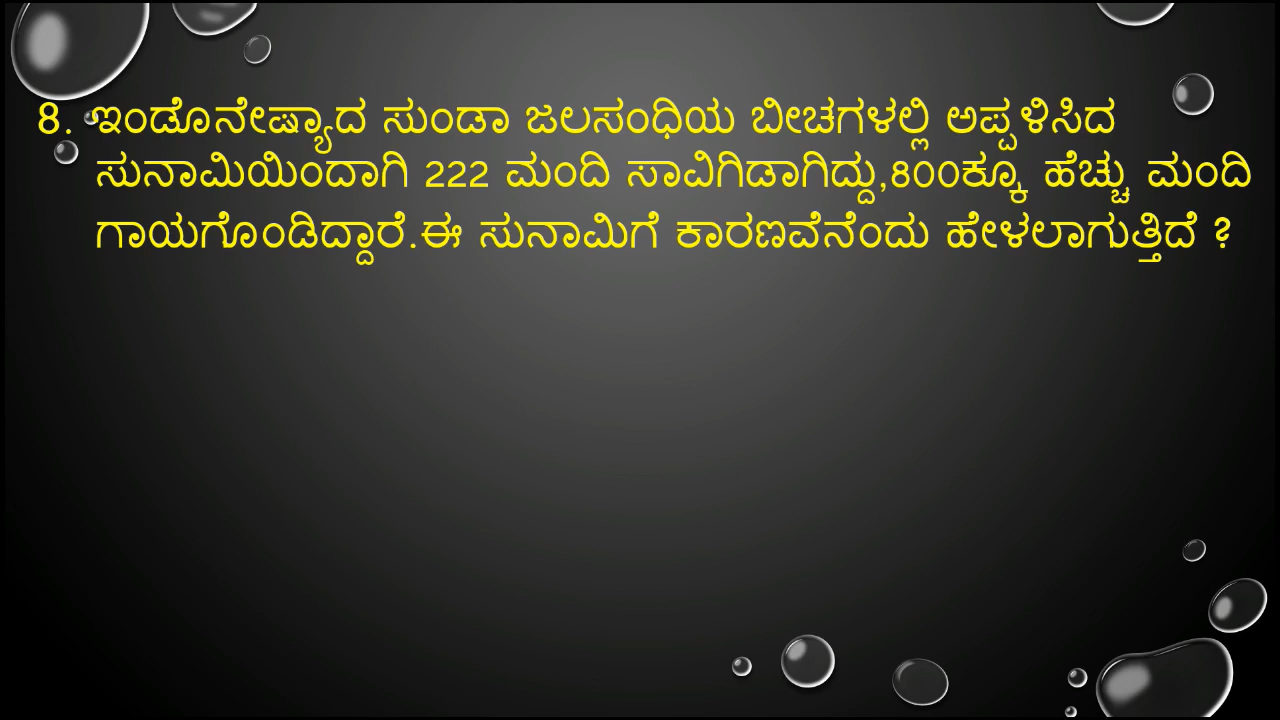 8. ಇಂಡೊನೇಷ್ಯಾದ ಸುಂಡಾ ಜಲಸಂಧಿಯ ಬೀಚಗಳಲ್ಲಿ ಅಪ್ಪಳಿಸಿದ
ಸುನಾಮಿಯಿಂದಾಗಿ 222 ಮಂದಿ ಸಾವಿಗಿಡಾಗಿದ್ದು,800ಕ್ಕೂ ಹೆಚ್ಚು ಮಂದಿ
ಗಾಯಗೊಂಡಿದ್ದಾರೆ.ಈ ಸುನಾಮಿಗೆ ಕಾರಣವೆನೆಂದು ಹೇಳಲಾಗುತ್ತಿದೆ ?